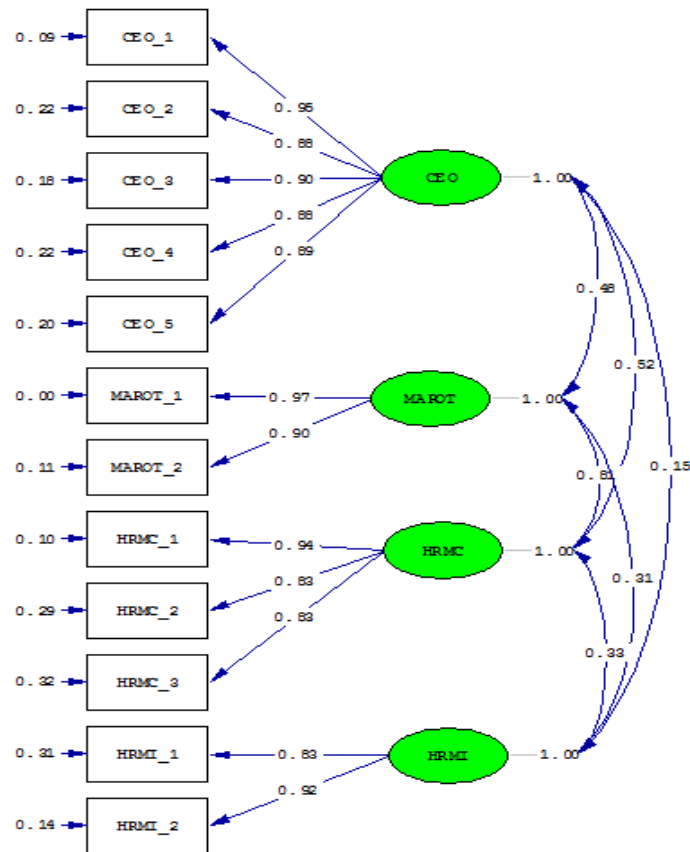 0.09 CEO_1
0.95
0.22 CEO_2
0.88
0.18 CEO_3 0.90 CEO 1.00
0.22 CEO_4
0.88
0.20 CEO_5
0.89
0.48
0.52
0.15
0.00 MAROT_1 0.97 MAROT 1.00
0.90
0.11 MAROT_2
0.81
0.10 HRMC_1 0.94 HRMC 1.00
0.83
0.29 HRMC_2
0.83
0.31
0.33
0.32 HRMC_3
0.31 HRMI_1 0.83 HRMI 1.00
0.92
0.14 HRMI_2